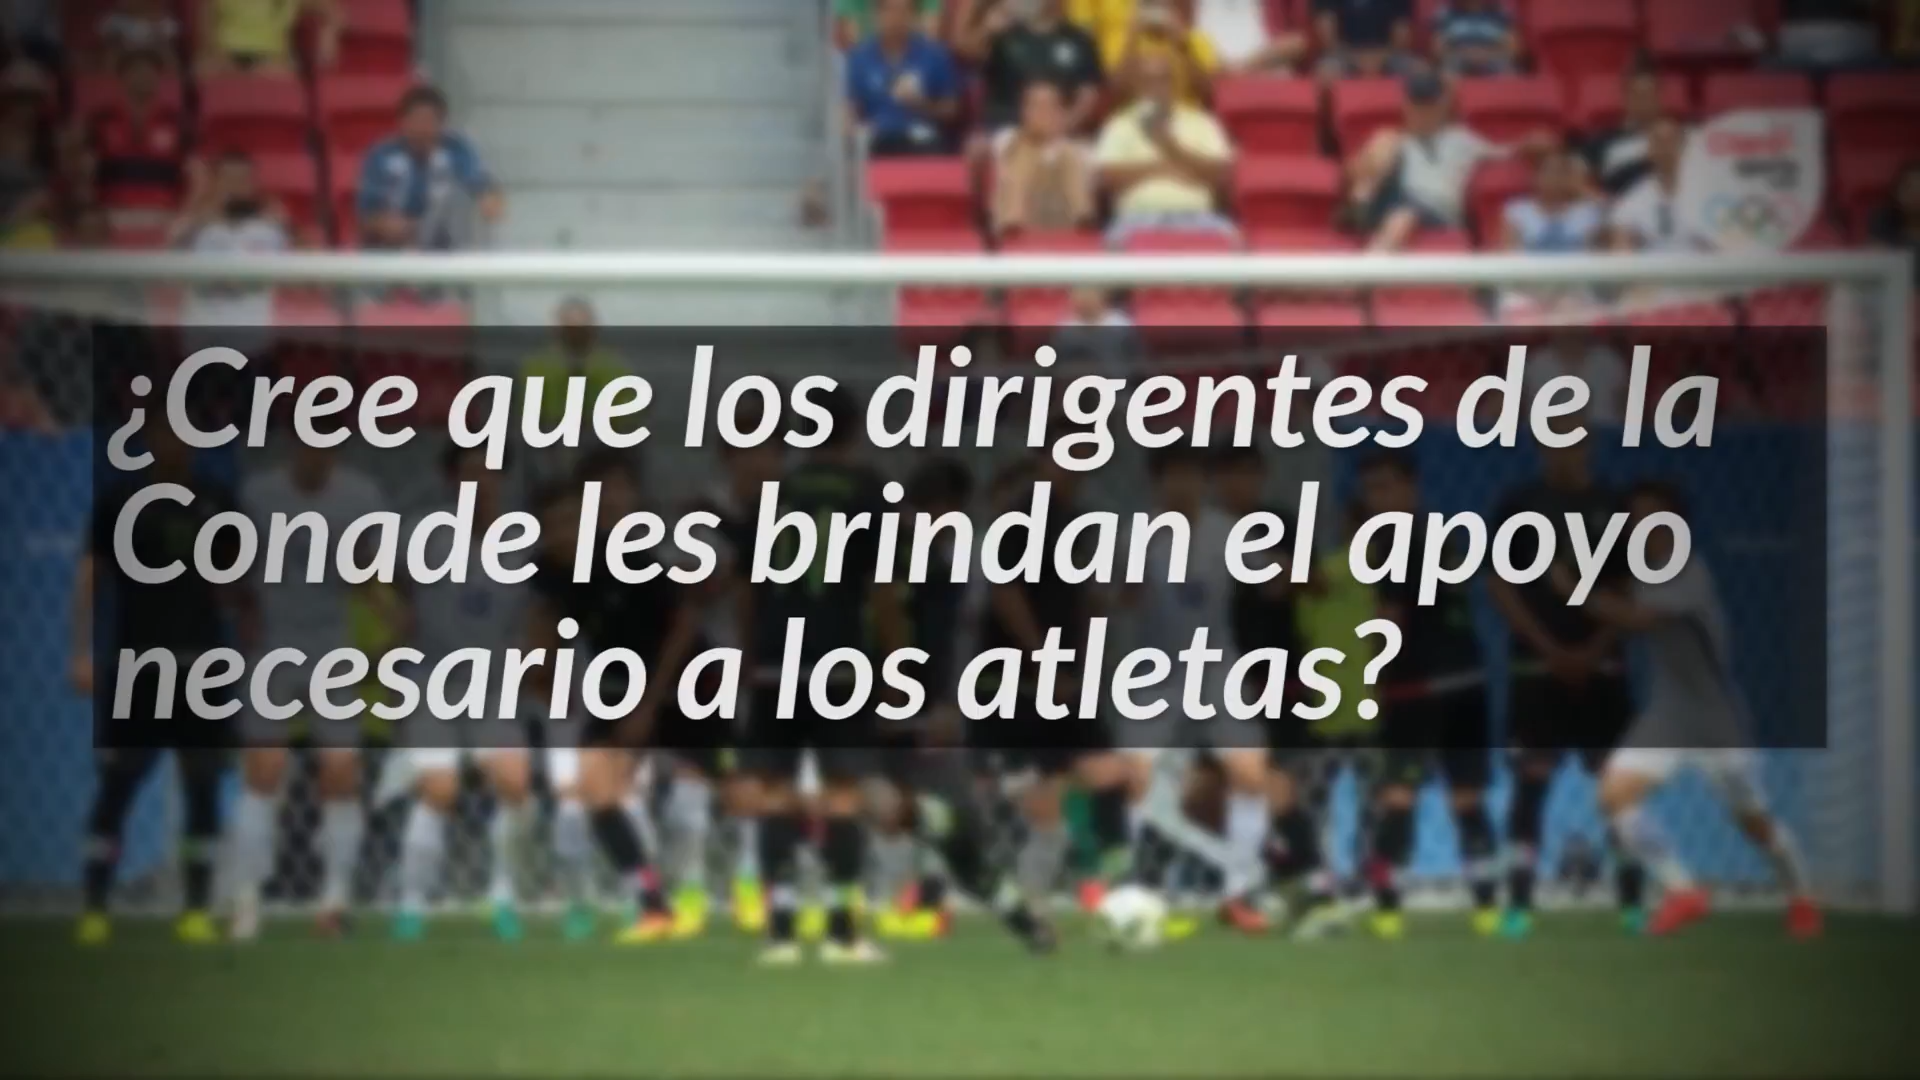 ¿Cree que los dirigentes de la
Conade les brindan el apoyo
necesario a los atletas?